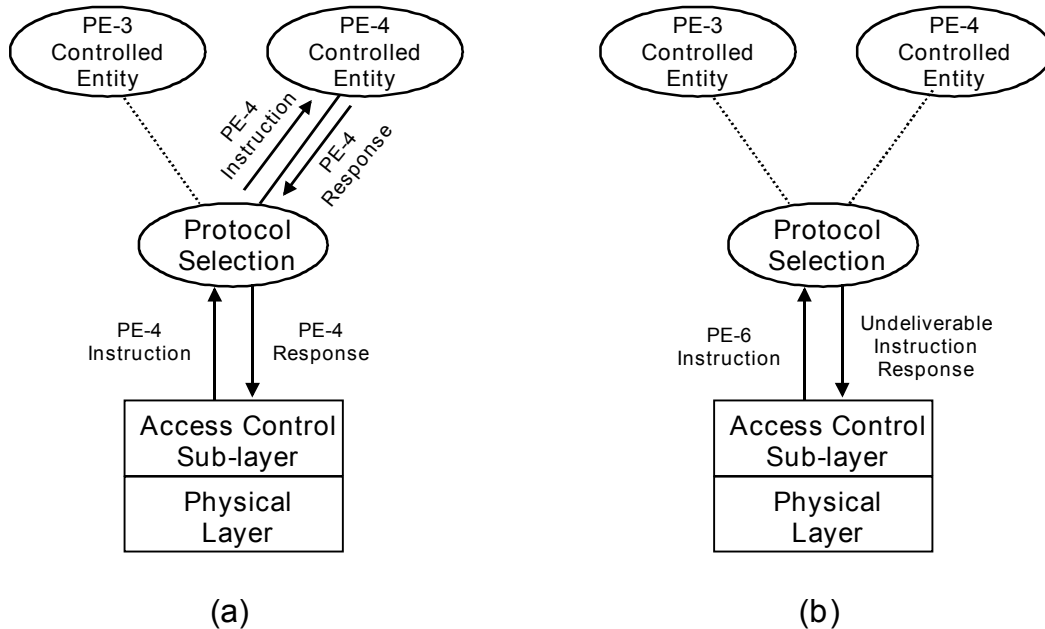 PE-3
Controlled
Entity
PE-4
Controlled
Entity
PE-4
Instruction
PE-4
Response
Protocol
Selection
PE-4
Instruction
PE-4
Response
Access Control
Sub-layer
Physical
Layer
(a)
PE-3
Controlled
Entity
PE-4
Controlled
Entity
Protocol
Selection
PE-6
Instruction
Undeliverable
Instruction
Response
Access Control
Sub-layer
Physical
Layer
(b)